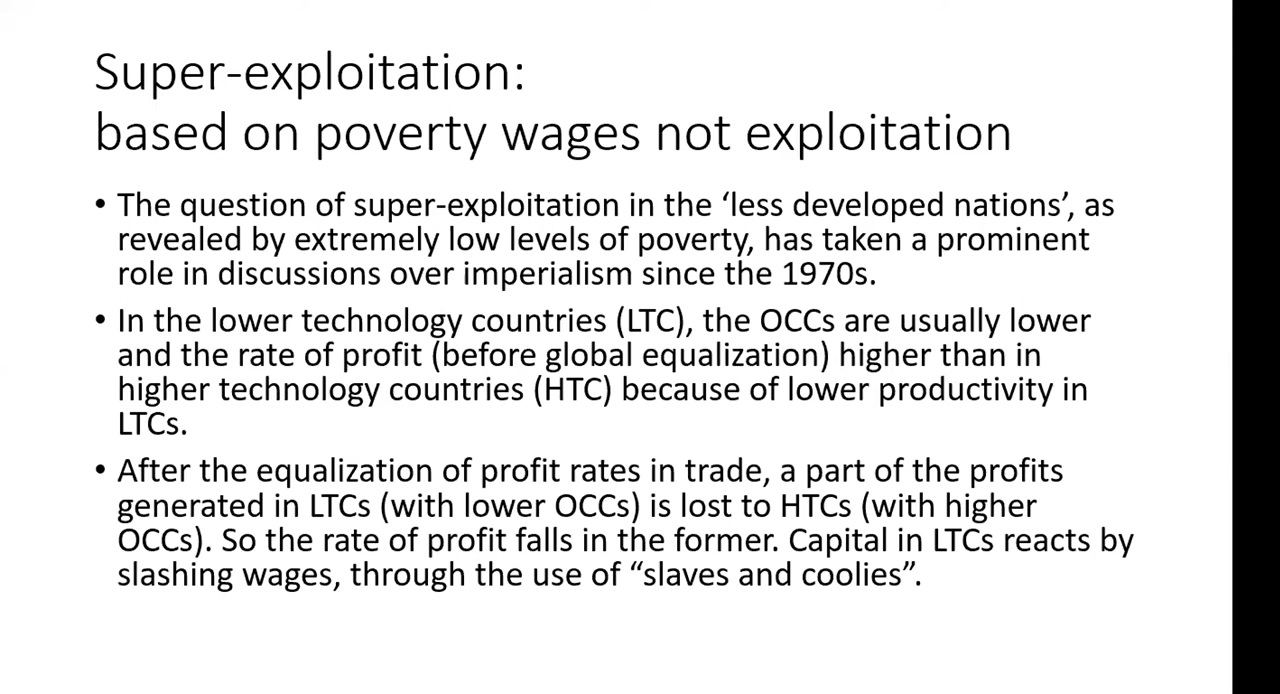 Super-exploitation:
based on poverty wages not exploitation
• The question of super-exploitation in the ‘less developed nations’, as
revealed by extremely low levels of poverty, has taken a prominent
role in discussions over imperialism since the 1970s.
• In the lower technology countries (LTC), the OCCs are usually lower
and the rate of profit (before global equalization) higher than in
higher technology countries (HTC) because of lower productivity in
LTCs.
• After the equalization of profit rates in trade, a part of the profits
generated in LTCs (with lower OCCs) is lost to HTCs (with higher
OCCs). So the rate of profit falls in the former. Capital in LTCs reacts by
slashing wages, through the use of “slaves and coolies”.